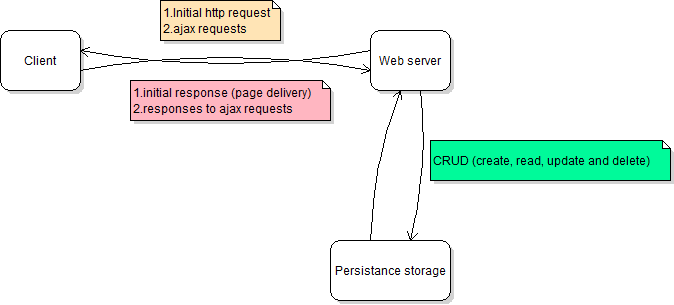 1.Initial http request
2.ajax requests
Client
Web server
1.initial response (page delivery)
2.responses to ajax requests
CRUD (create, read, update and delete)
Persistance storage